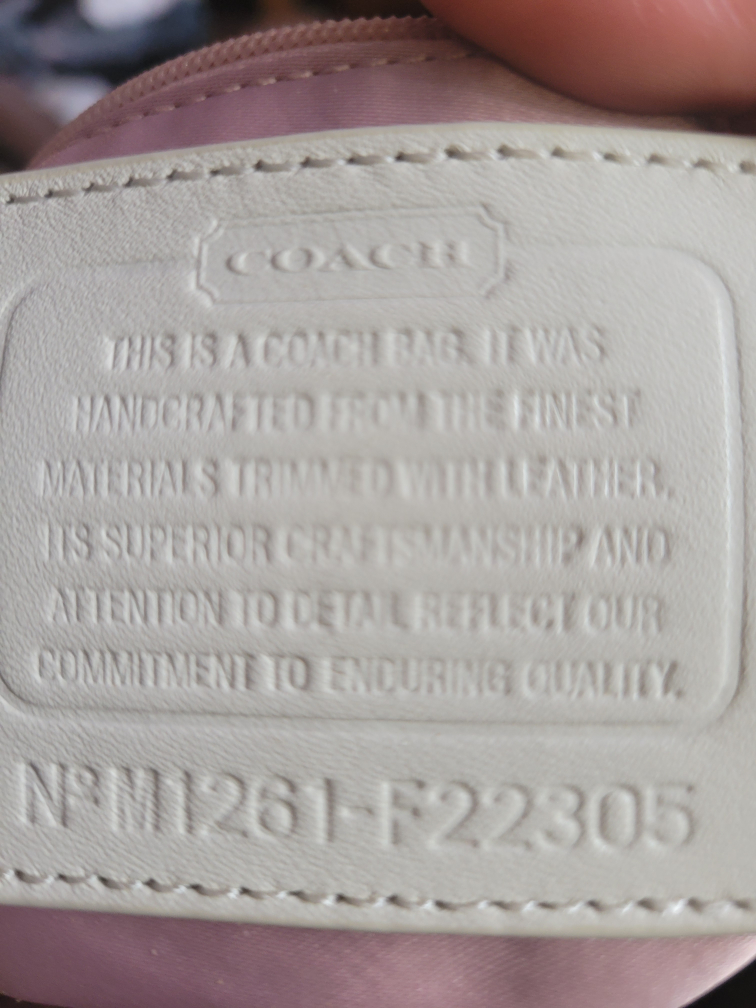 COACH
THIS IS A COACH BAG. IT WAS
HANDCRAFTED FROM THE FINEST
MATERIALS TRIMMED WITH LEATHER.
ITS SUPERIOR CRAFTSMANSHIP AND
ATTENTION TO DETAIL REFLECT OUR
COMMITMENT TO ENDURING QUALITY.
Nº M1261-F22305